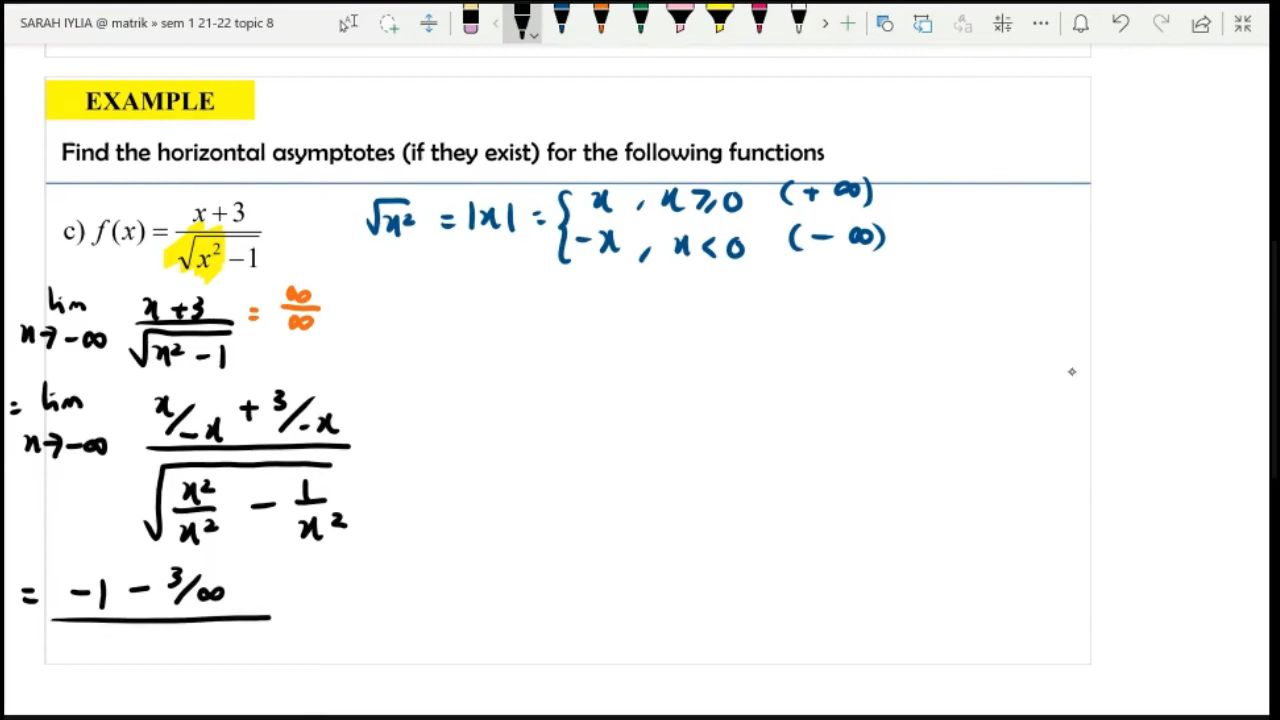 SARAH IYLIA @ matrik » sem 1 21-22 topic 8
EXAMPLE
Find the horizontal asymptotes (if they exist) for the following functions
c) f(x) = (x + 3)/(√x² − 1)
√x² = |x| = { x , x ≥ 0 (+ ∞)
−x , x < 0 (− ∞)
lim x → −∞ (x + 3)/√(x² − 1) = ∞/∞
= lim x → −∞ (x/−x + 3/−x)/√(x²/x² − 1/x²)
= −1 − 3/∞